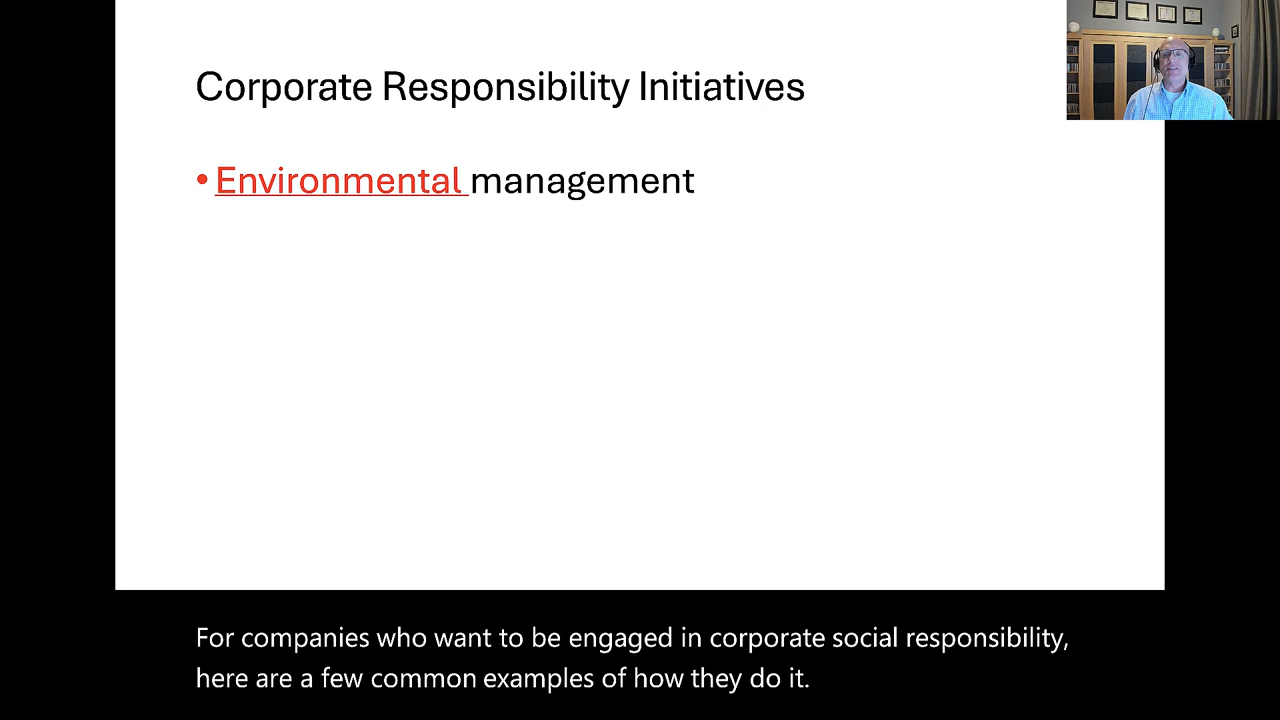 Corporate Responsibility Initiatives
• Environmental management
For companies who want to be engaged in corporate social responsibility,
here are a few common examples of how they do it.